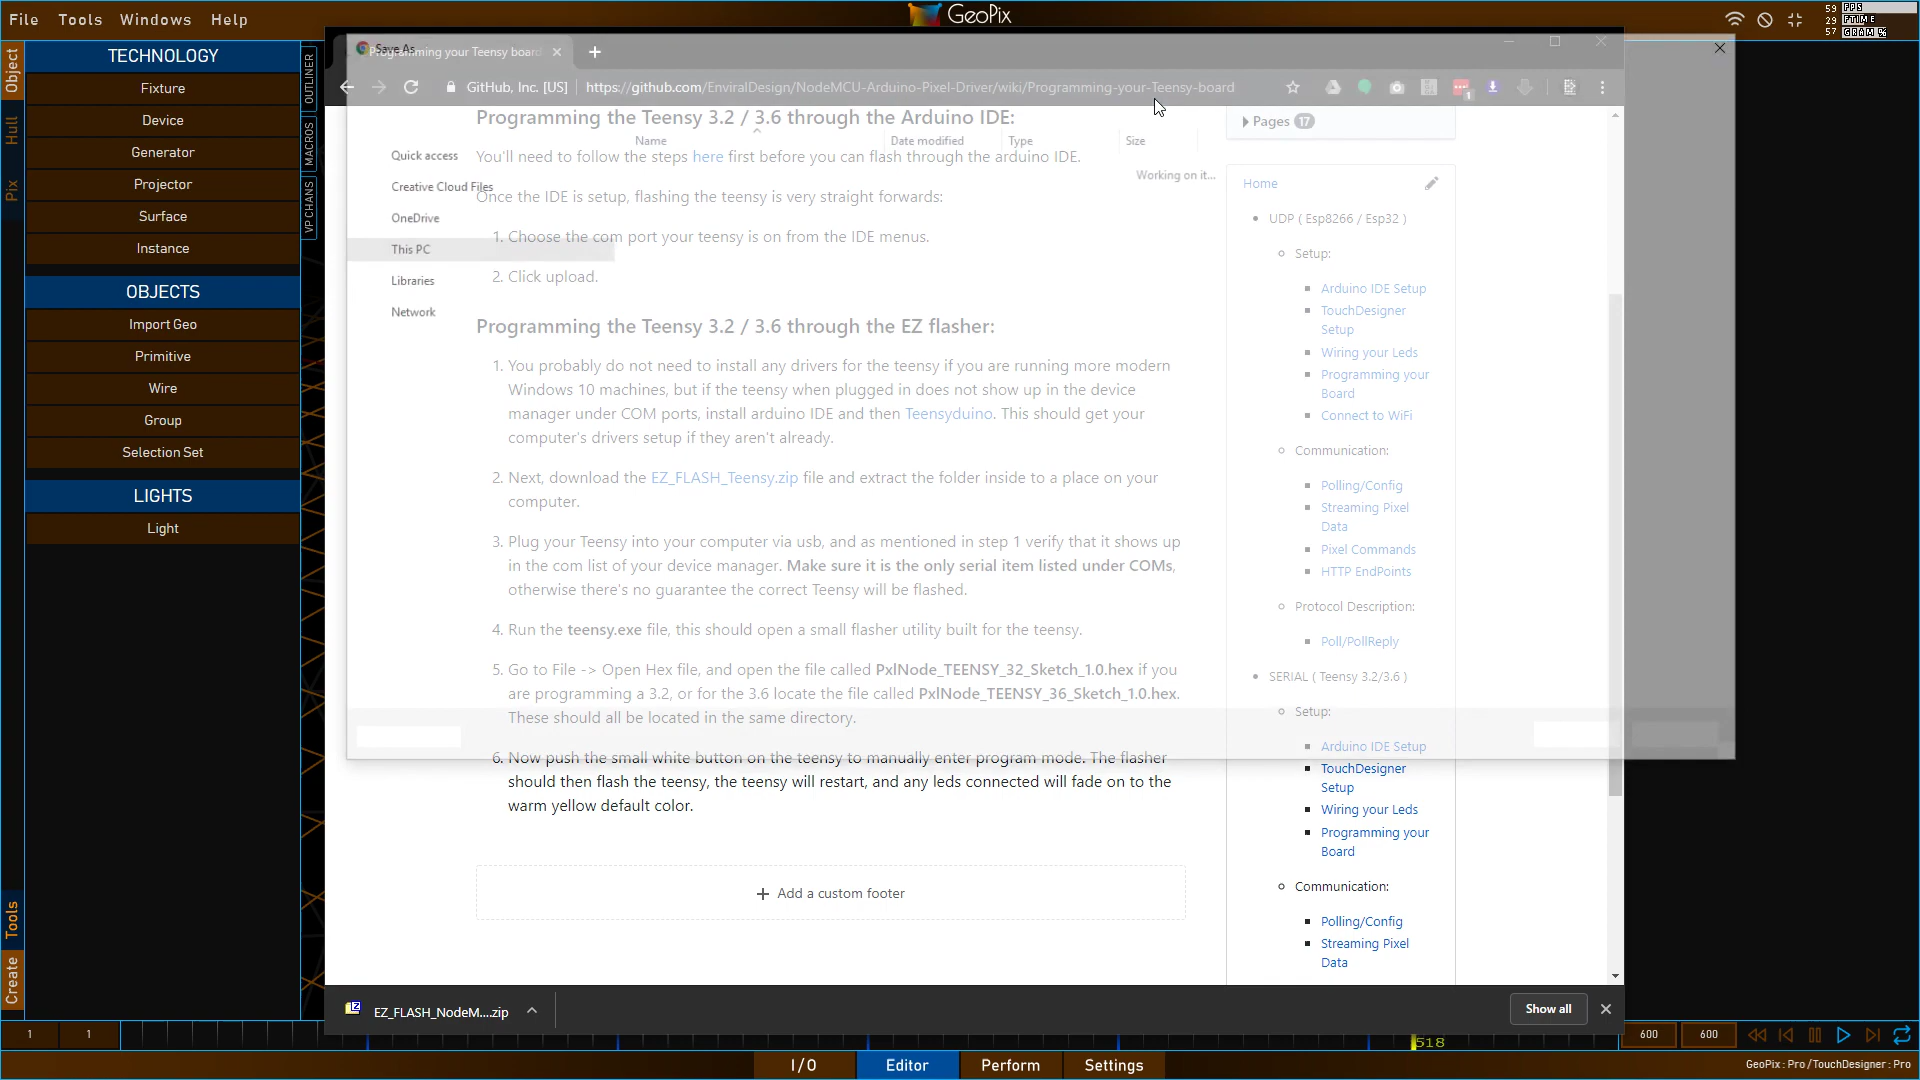 File Tools Windows Help
GeoPix
59 FPS
29 FTIME
57 GRAM %
Object
Hull
Pix
Tools
Create
TECHNOLOGY
Fixture
Device
Generator
Projector
Surface
Instance
OBJECTS
Import Geo
Primitive
Wire
Group
Selection Set
LIGHTS
Light
OUTLINER
MACROS
VP CHANS
Save As
Programming your Teensy board
GitHub, Inc. [US] https://github.com/EnviralDesign/NodeMCU-Arduino-Pixel-Driver/wiki/Programming-your-Teensy-board
1
Name Date modified Type Size
Working on it...
Quick access
Creative Cloud Files
OneDrive
This PC
Libraries
Network
Programming the Teensy 3.2 / 3.6 through the Arduino IDE:
You'll need to follow the steps here first before you can flash through the arduino IDE.
Once the IDE is setup, flashing the teensy is very straight forwards:
1. Choose the com port your teensy is on from the IDE menus.
2. Click upload.
Programming the Teensy 3.2 / 3.6 through the EZ flasher:
1. You probably do not need to install any drivers for the teensy if you are running more modern
Windows 10 machines, but if the teensy when plugged in does not show up in the device
manager under COM ports, install arduino IDE and then Teensyduino. This should get your
computer's drivers setup if they aren't already.
2. Next, download the EZ_FLASH_Teensy.zip file and extract the folder inside to a place on your
computer.
3. Plug your Teensy into your computer via usb, and as mentioned in step 1 verify that it shows up
in the com list of your device manager. Make sure it is the only serial item listed under COMs,
otherwise there's no guarantee the correct Teensy will be flashed.
4. Run the teensy.exe file, this should open a small flasher utility built for the teensy.
5. Go to File -> Open Hex file, and open the file called PxlNode_TEENSY_32_Sketch_1.0.hex if you
are programming a 3.2, or for the 3.6 locate the file called PxlNode_TEENSY_36_Sketch_1.0.hex.
These should all be located in the same directory.
6. Now push the small white button on the teensy to manually enter program mode. The flasher
should then flash the teensy, the teensy will restart, and any leds connected will fade on to the
warm yellow default color.
+ Add a custom footer
Pages 17
Home
UDP ( Esp8266 / Esp32 )
Setup:
Arduino IDE Setup
TouchDesigner
Setup
Wiring your Leds
Programming your
Board
Connect to WiFi
Communication:
Polling/Config
Streaming Pixel
Data
Pixel Commands
HTTP EndPoints
Protocol Description:
Poll/PollReply
SERIAL ( Teensy 3.2/3.6 )
Setup:
Arduino IDE Setup
TouchDesigner
Setup
Wiring your Leds
Programming your
Board
Communication:
Polling/Config
Streaming Pixel
Data
EZ_FLASH_NodeM....zip
Show all
1 1
518
600 600
I/O Editor Perform Settings
GeoPix : Pro / TouchDesigner : Pro